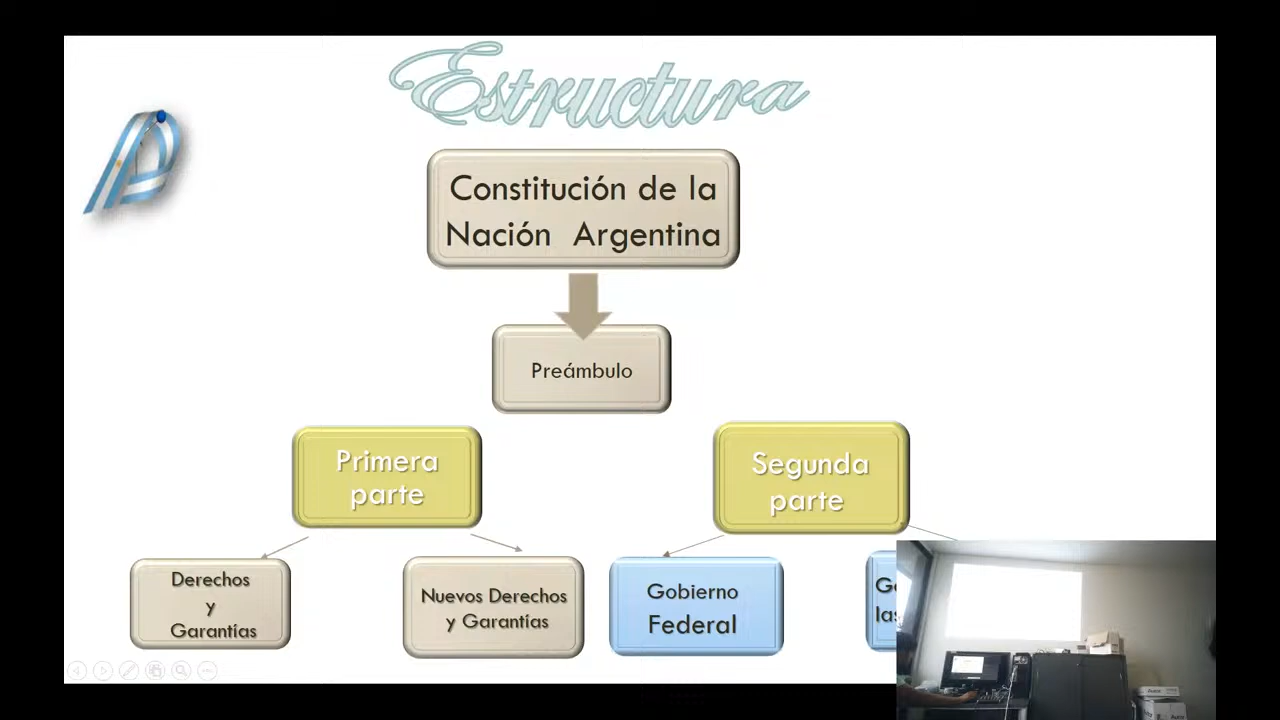 Estructura
Constitución de la
Nación Argentina
Preámbulo
Primera
parte
Segunda
parte
Derechos
y
Garantías
Nuevos Derechos
y Garantías
Gobierno
Federal